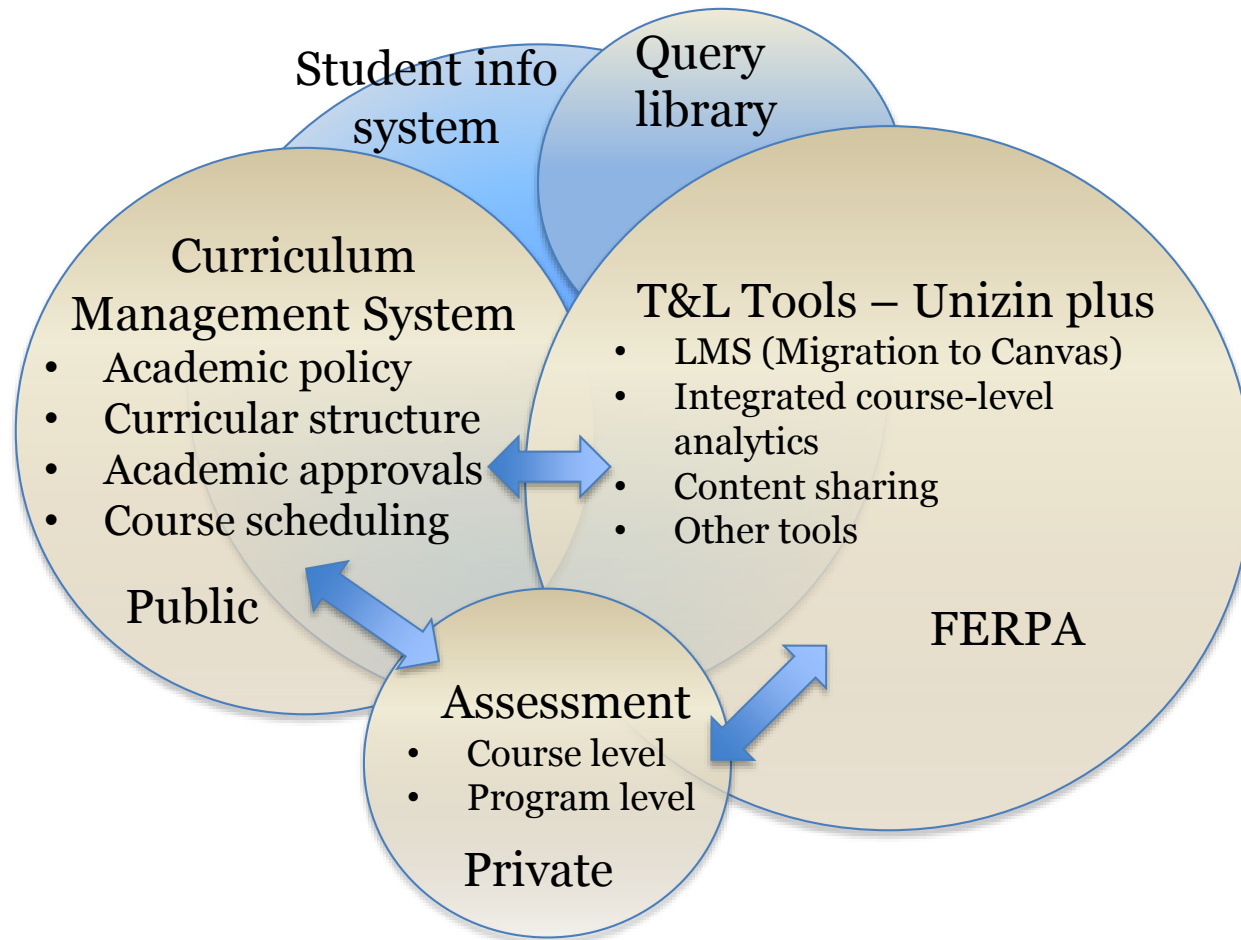 Student info
system
Query
library
Curriculum
Management System
• Academic policy
• Curricular structure
• Academic approvals
• Course scheduling
Public
T&L Tools – Unizin plus
• LMS (Migration to Canvas)
• Integrated course-level
analytics
• Content sharing
• Other tools
FERPA
Assessment
• Course level
• Program level
Private